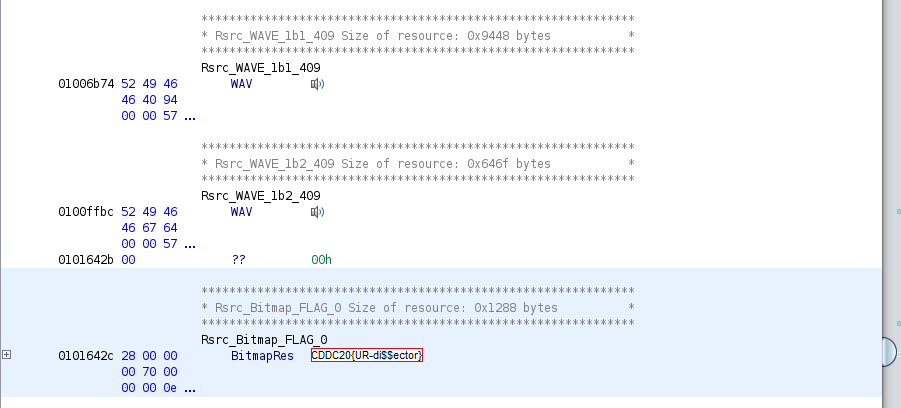 **************************************************************
* Rsrc_WAVE_1b1_409 Size of resource: 0x9448 bytes           *
**************************************************************
Rsrc_WAVE_1b1_409
01006b74 52 49 46 WAV
46 40 94
00 00 57 ...
**************************************************************
* Rsrc_WAVE_1b2_409 Size of resource: 0x646f bytes           *
**************************************************************
Rsrc_WAVE_1b2_409
0100ffbc 52 49 46 WAV
46 67 64
00 00 57 ...
0101642b 00 ?? 00h
**************************************************************
* Rsrc_Bitmap_FLAG_0 Size of resource: 0x1288 bytes          *
**************************************************************
Rsrc_Bitmap_FLAG_0
0101642c 28 00 00 BitmapRes CDDC20{UR-di$$ector}
00 70 00
00 00 0e ...